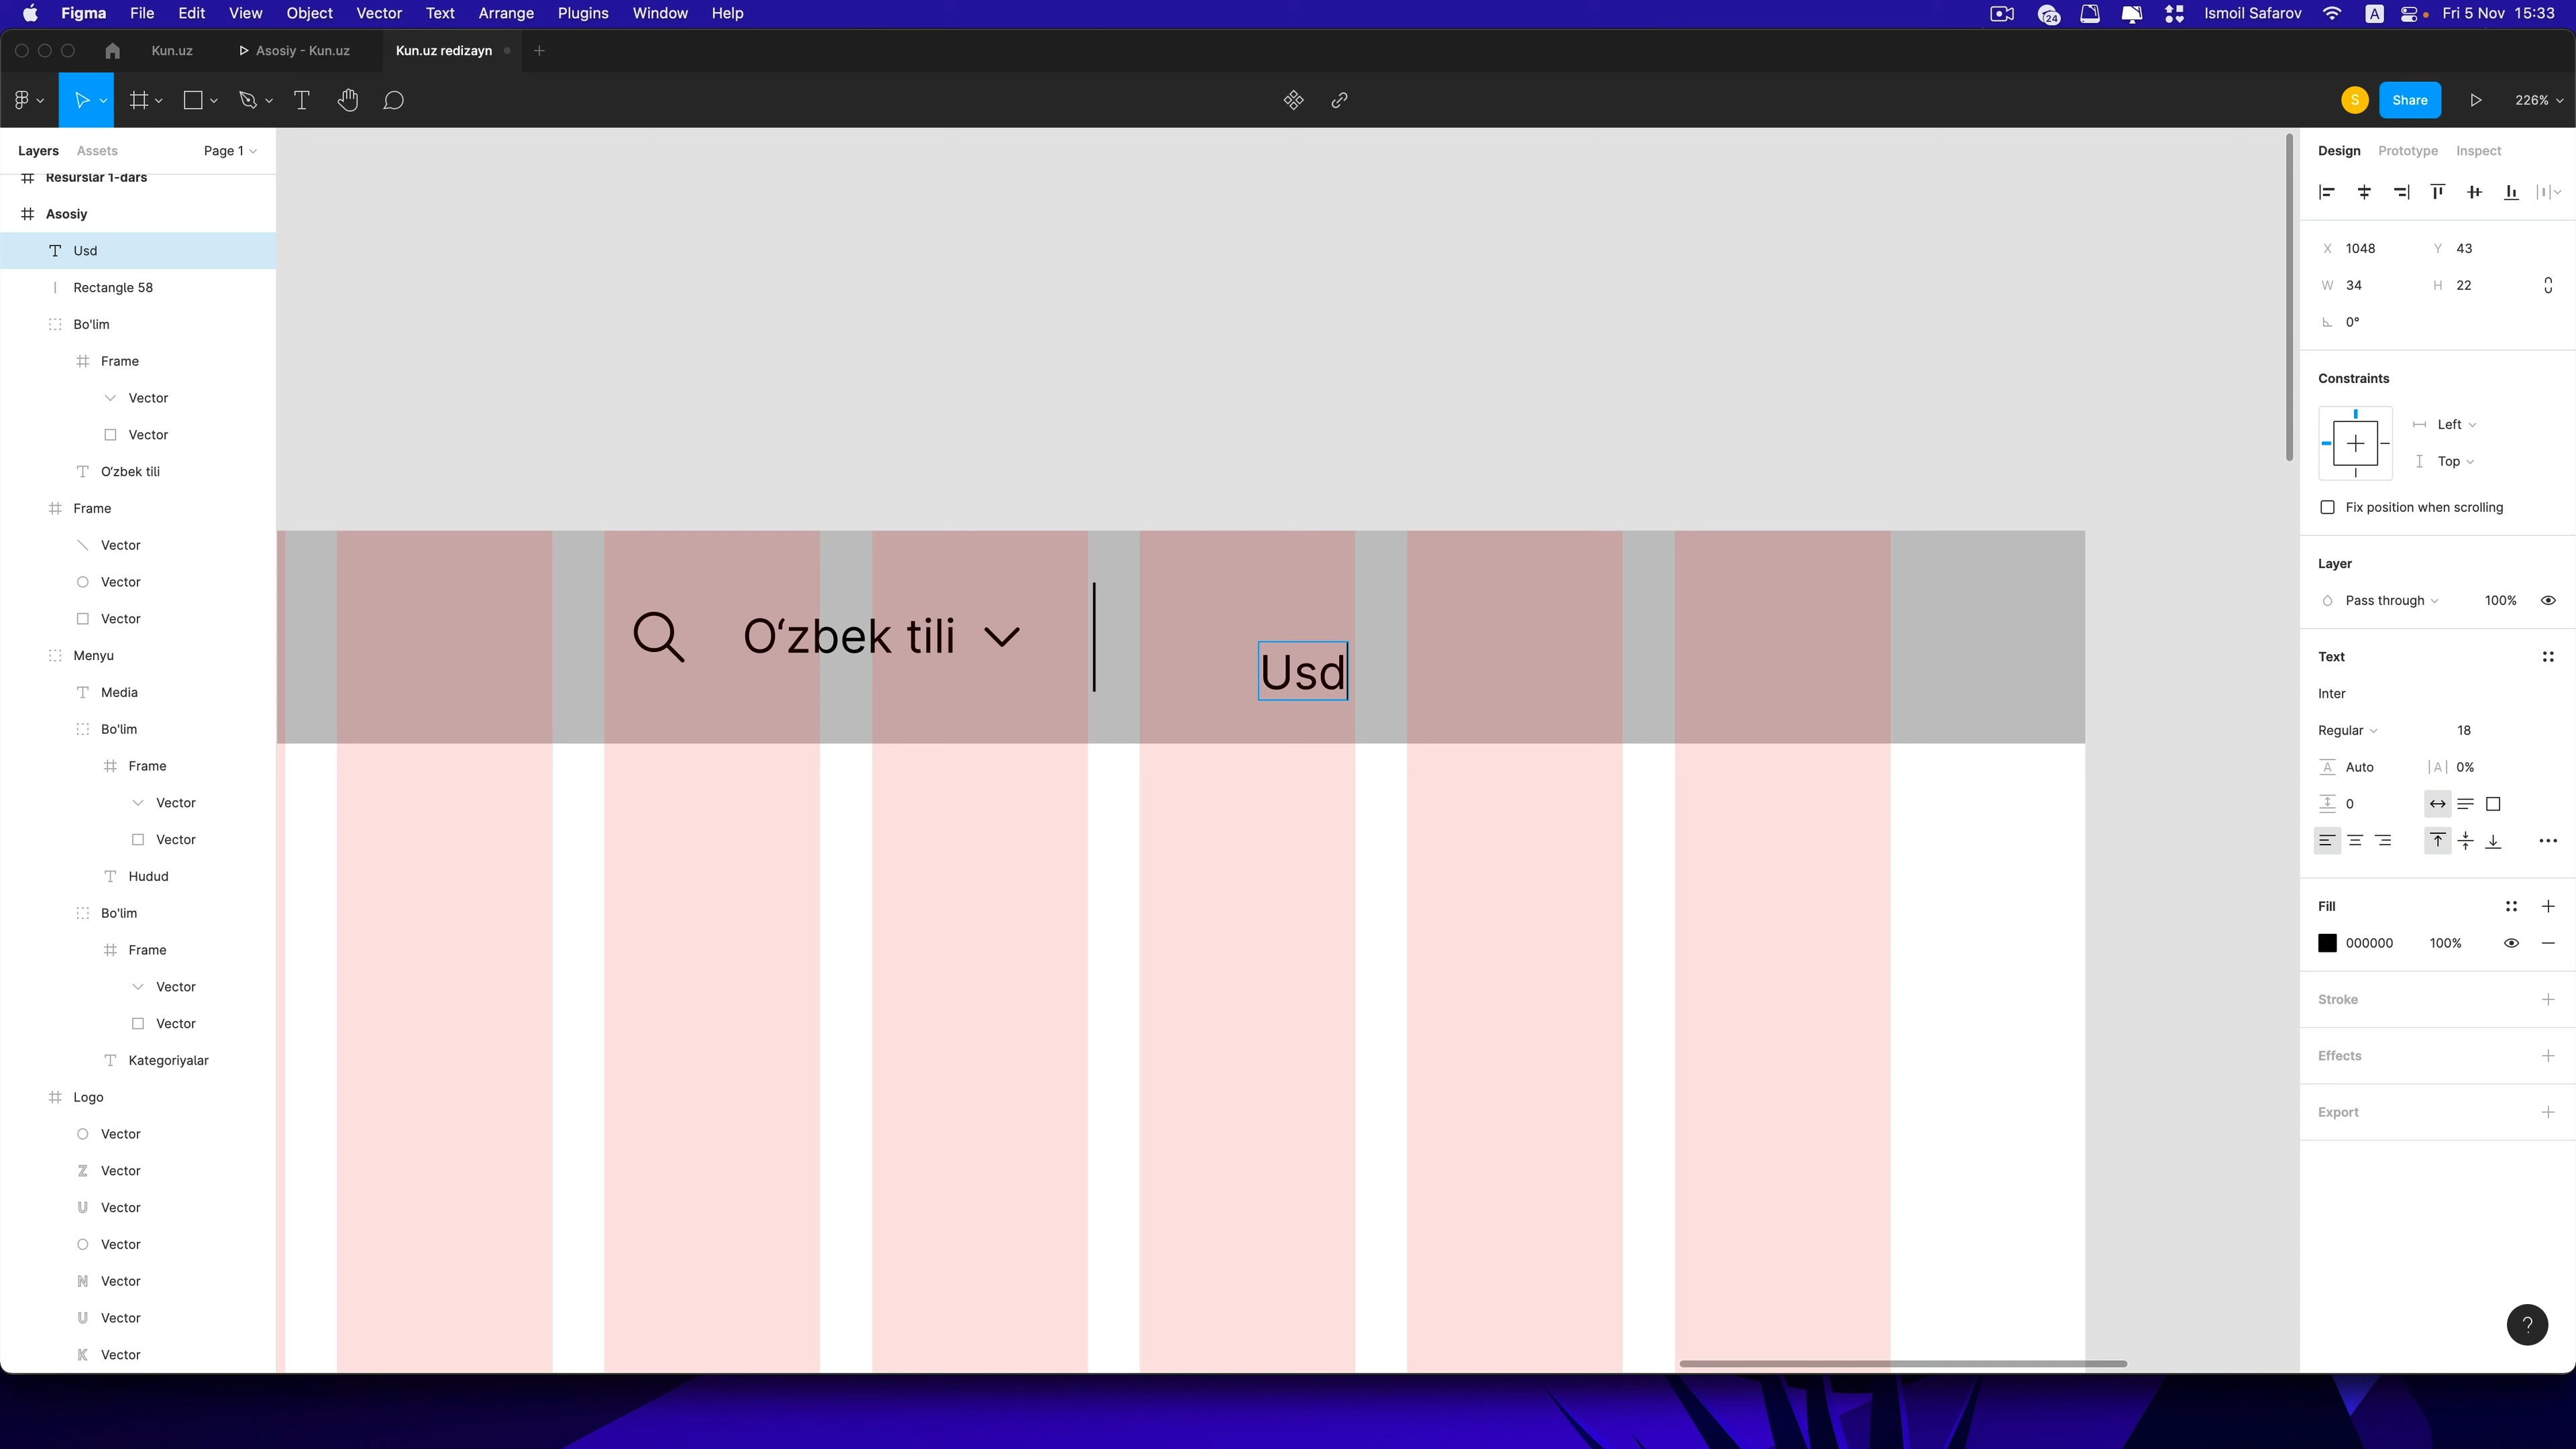 Figma File Edit View Object Vector Text Arrange Plugins Window Help 24 Ismoil Safarov A Fri 5 Nov 15:33
Kun.uz Asosiy - Kun.uz Kun.uz redizayn
S Share 226%
Layers Assets Page 1
Resurslar 1-dars
Asosiy
Usd
Rectangle 58
Bo'lim
Frame
Vector
Vector
O‘zbek tili
Frame
Vector
Vector
Vector
Menyu
Media
Bo'lim
Frame
Vector
Vector
Hudud
Bo'lim
Frame
Vector
Vector
Kategoriyalar
Logo
Vector
Vector
Vector
Vector
Vector
Vector
Vector
O‘zbek tili
Usd
Design Prototype Inspect
X 1048 Y 43
W 34 H 22
0°
Constraints
Left
Top
Fix position when scrolling
Layer
Pass through 100%
Text
Inter
Regular 18
A Auto |A| 0%
0
Fill
000000 100%
Stroke
Effects
Export
?